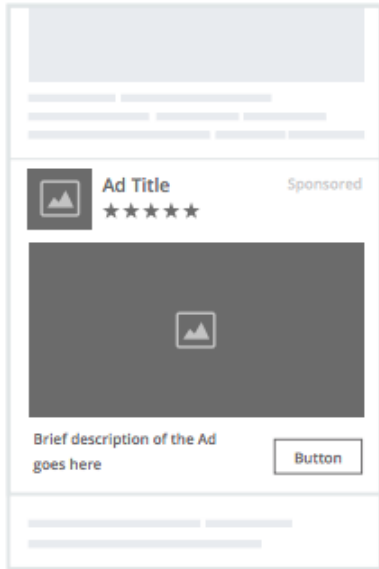 Ad Title
Sponsored
Brief description of the Ad
goes here
Button